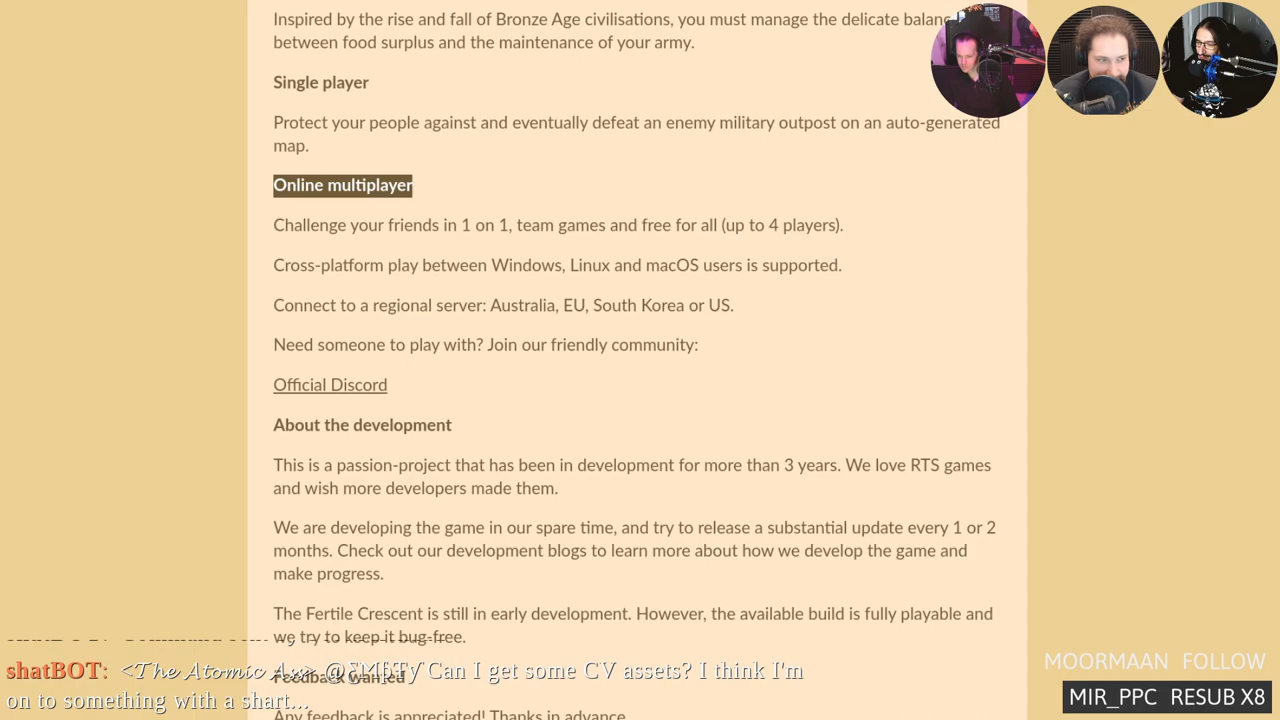 Inspired by the rise and fall of Bronze Age civilisations, you must manage the delicate
between food surplus and the maintenance of your army.
Single player
Protect your people against and eventually defeat an enemy military outpost on an auto-generated
map.
Online multiplayer
Challenge your friends in 1 on 1, team games and free for all (up to 4 players).
Cross-platform play between Windows, Linux and macOS users is supported.
Connect to a regional server: Australia, EU, South Korea or US.
Need someone to play with? Join our friendly community:
Official Discord
About the development
This is a passion-project that has been in development for more than 3 years. We love RTS games
and wish more developers made them.
We are developing the game in our spare time, and try to release a substantial update every 1 or 2
months. Check out our development blogs to learn more about how we develop the game and
make progress.
The Fertile Crescent is still in early development. However, the available build is fully playable and
we try to keep it bug-free.
Feedback wanted
shatBOT: <The Atomic Ass> Can I get some CV assets? I think I'm
on to something with a shart...
Any feedback is appreciated! Thanks in advance
MOORMAAN FOLLOW
MIR_PPC RESUB X8